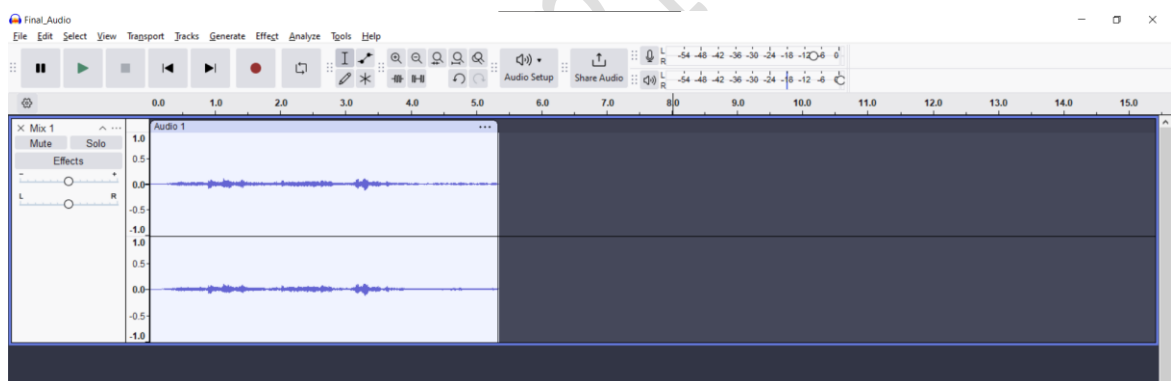 Final_Audio
File Edit Select View Transport Tracks Generate Effect Analyze Tools Help
Audio Setup
Share Audio
L
R -54 -48 -42 -36 -30 -24 -18 -12 -6 0
L
R -54 -48 -42 -36 -30 -24 -18 -12 -6
0.0 1.0 2.0 3.0 4.0 5.0 6.0 7.0 8.0 9.0 10.0 11.0 12.0 13.0 14.0 15.0
Mix 1
Audio 1
Mute Solo
Effects
- +
L R
1.0
0.5
0.0
-0.5
-1.0
1.0
0.5
0.0
-0.5
-1.0